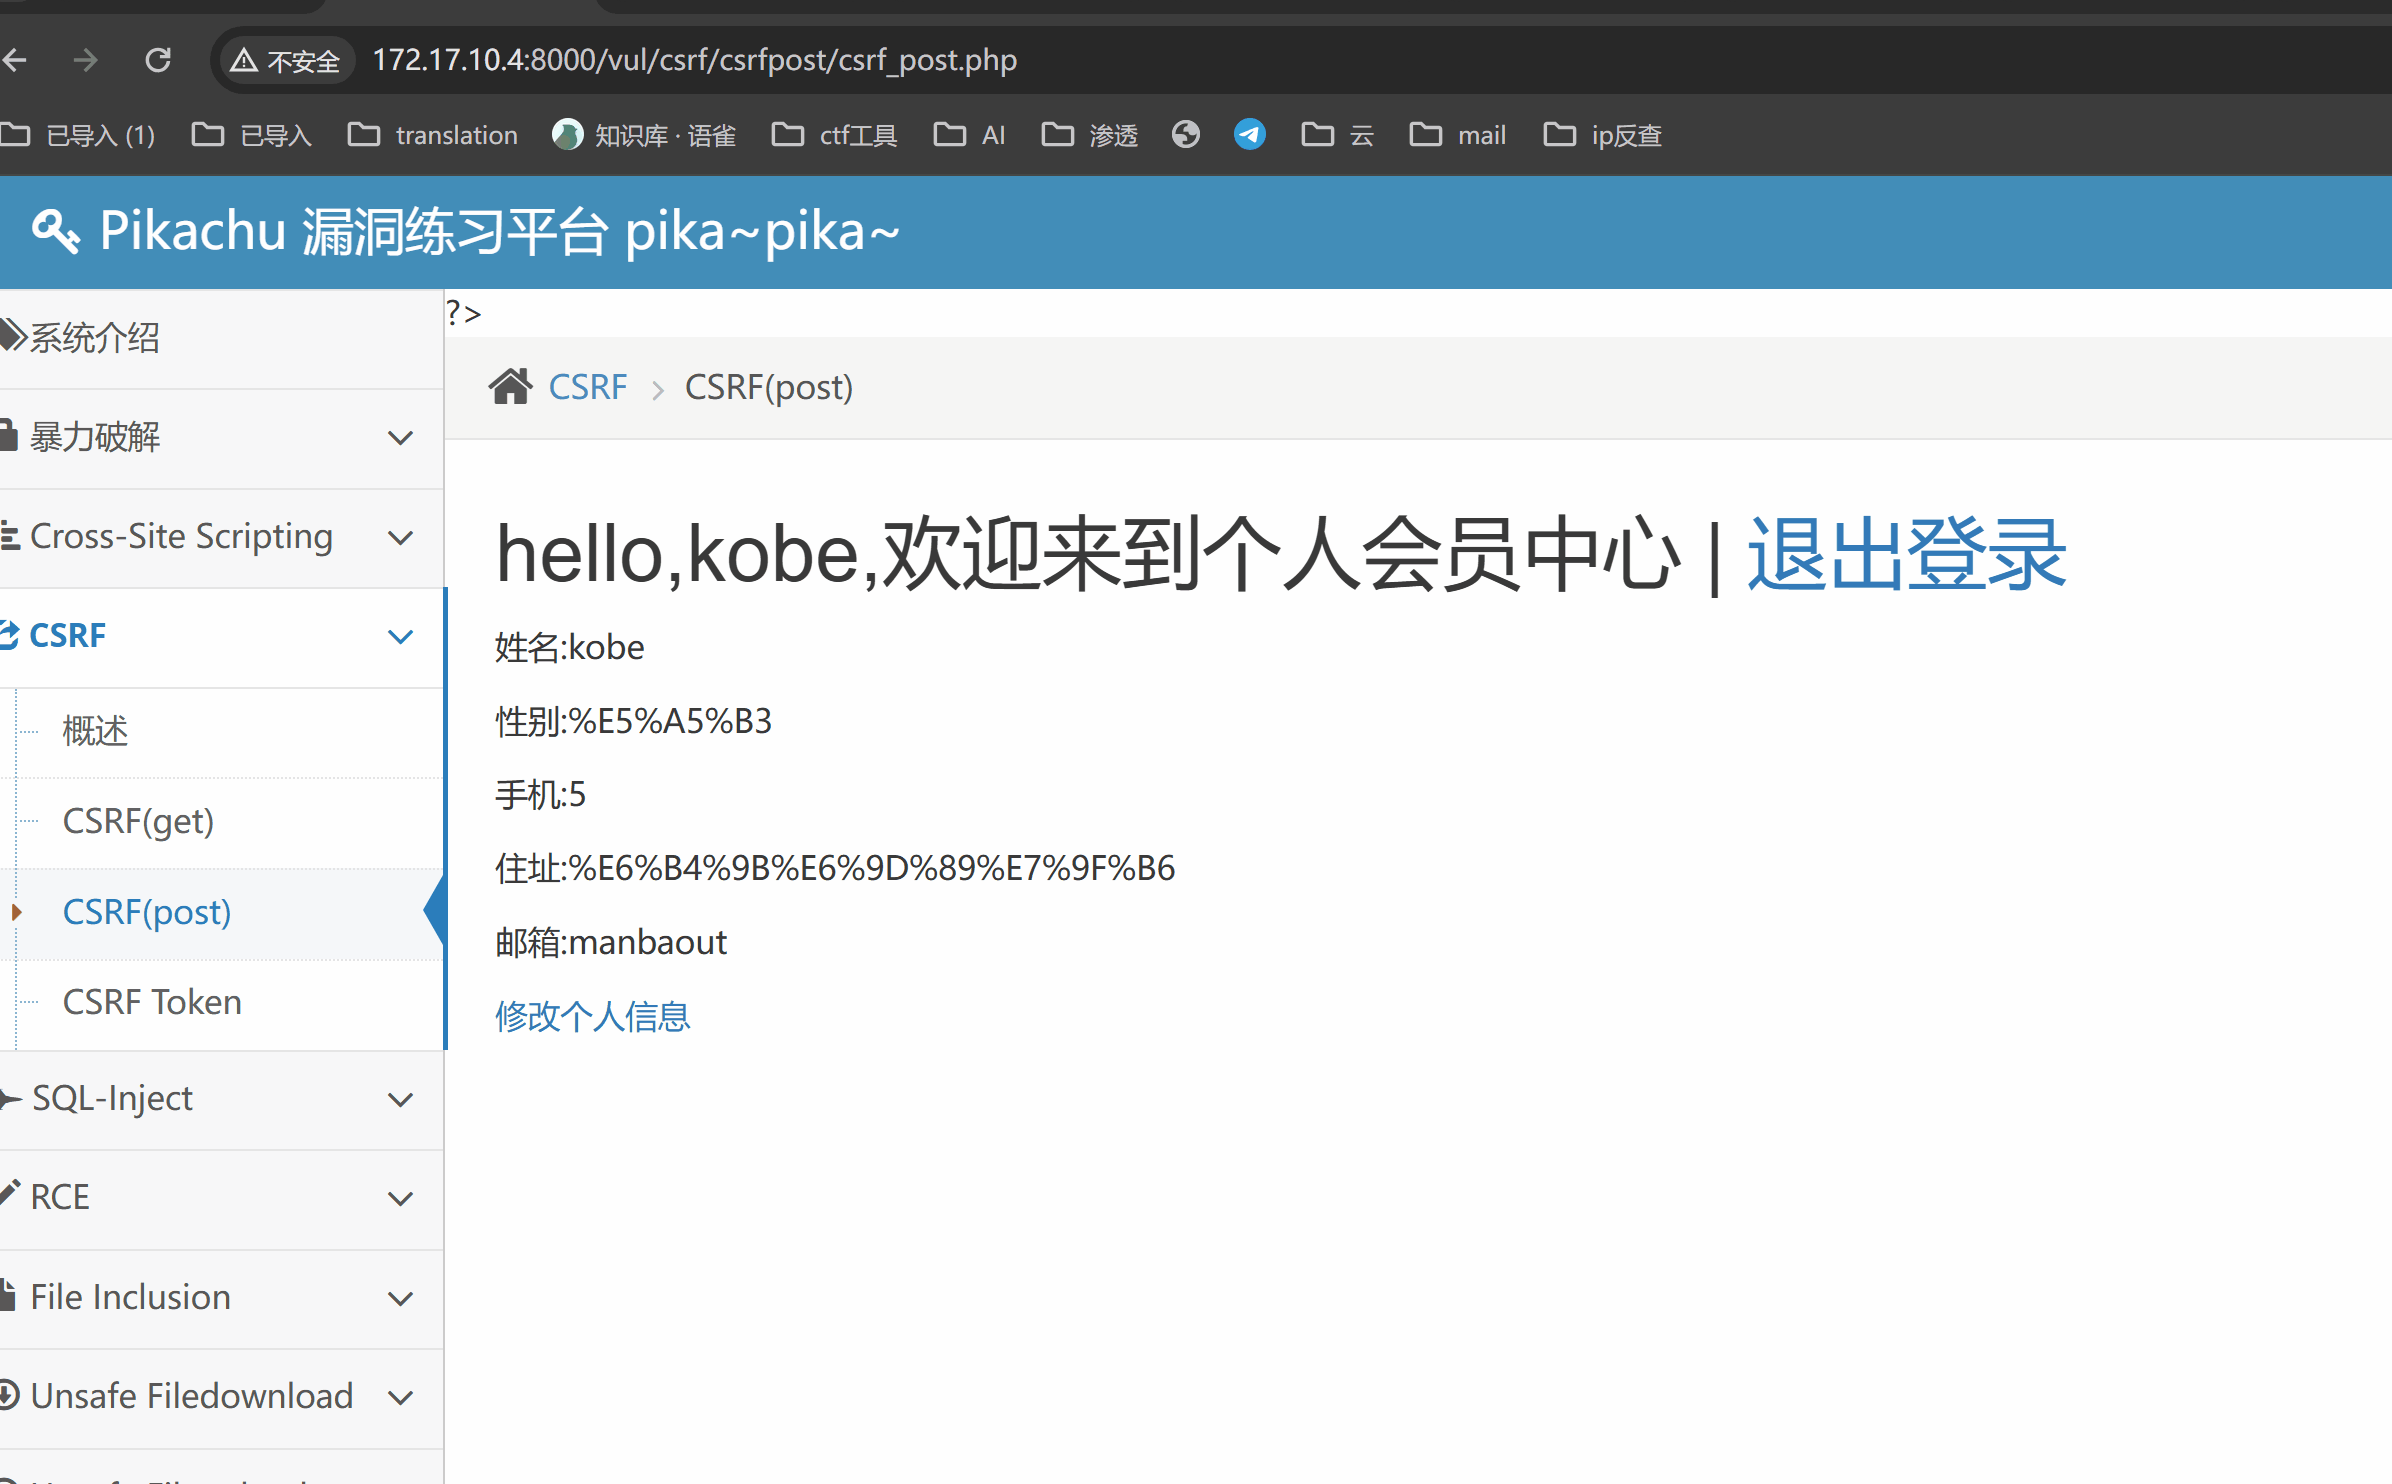 不安全 172.17.10.4:8000/vul/csrf/csrfpost/csrf_post.php
已导入 (1) 已导入 translation 知识库 · 语雀 ctf工具 AI 渗透 云 mail ip反查
Pikachu 漏洞练习平台 pika~pika~
系统介绍
暴力破解
Cross-Site Scripting
CSRF
概述
CSRF(get)
CSRF(post)
CSRF Token
SQL-Inject
RCE
File Inclusion
Unsafe Filedownload
?>
CSRF > CSRF(post)
hello,kobe,欢迎来到个人会员中心 | 退出登录
姓名:kobe
性别:%E5%A5%B3
手机:5
住址:%E6%B4%9B%E6%9D%89%E7%9F%B6
邮箱:manbaout
修改个人信息